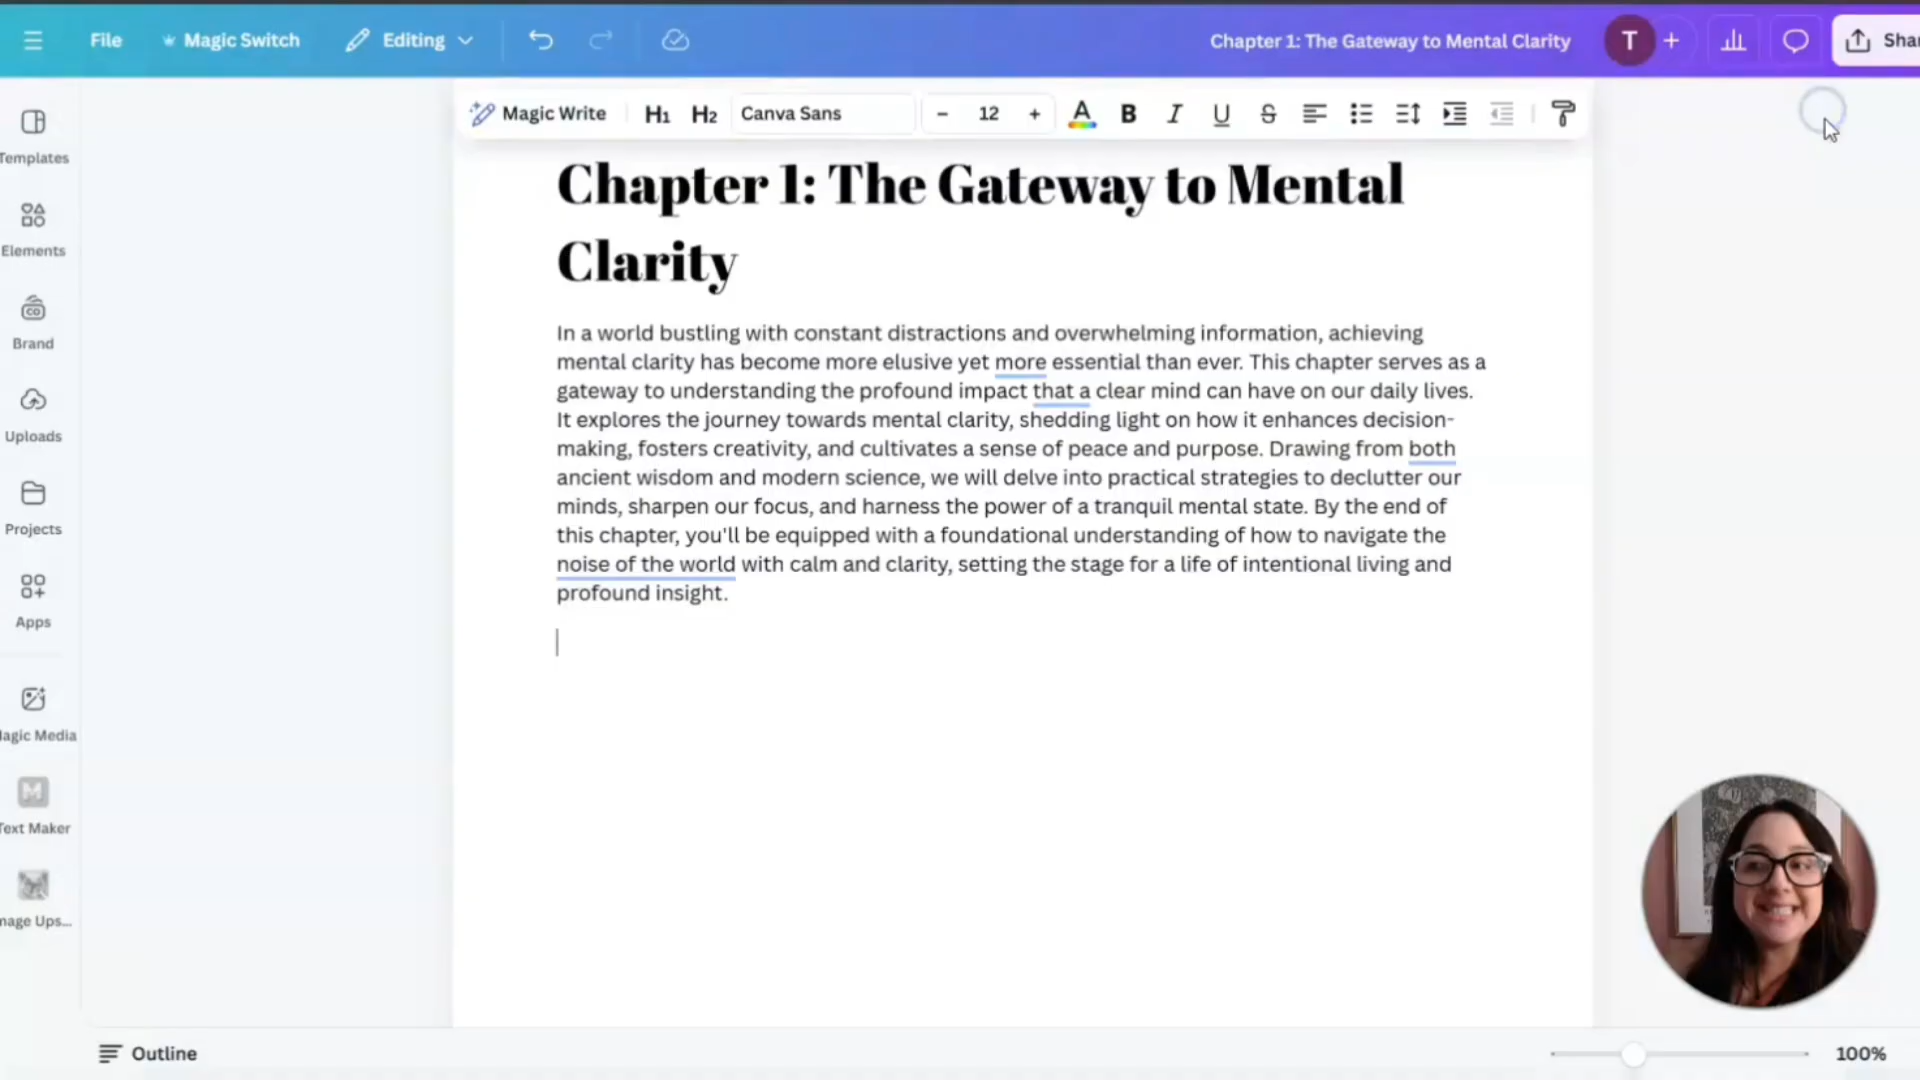 File
Magic Switch
Editing
Chapter 1: The Gateway to Mental Clarity
T
+
Shar
Magic Write
H1
H2
Canva Sans
– 12 +
A
B
I
U
S
Templates
Elements
Brand
Uploads
Projects
Apps
agic Media
Text Maker
mage Ups...
Chapter 1: The Gateway to Mental
Clarity
In a world bustling with constant distractions and overwhelming information, achieving
mental clarity has become more elusive yet more essential than ever. This chapter serves as a
gateway to understanding the profound impact that a clear mind can have on our daily lives.
It explores the journey towards mental clarity, shedding light on how it enhances decision-
making, fosters creativity, and cultivates a sense of peace and purpose. Drawing from both
ancient wisdom and modern science, we will delve into practical strategies to declutter our
minds, sharpen our focus, and harness the power of a tranquil mental state. By the end of
this chapter, you'll be equipped with a foundational understanding of how to navigate the
noise of the world with calm and clarity, setting the stage for a life of intentional living and
profound insight.
Outline
100%